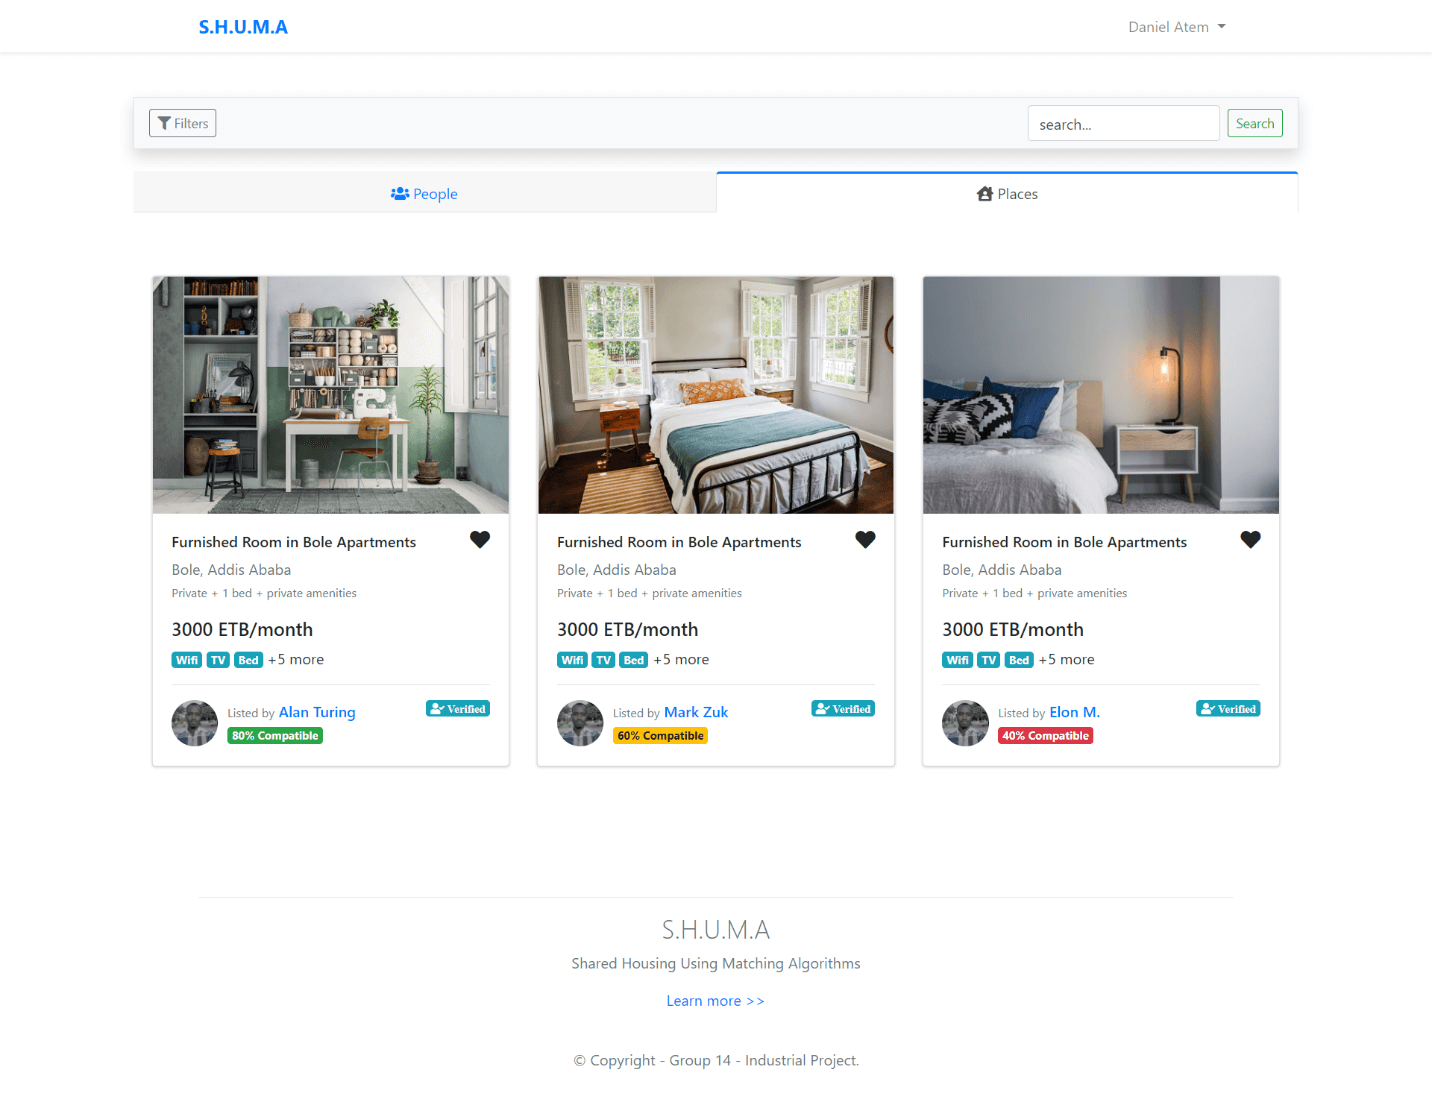 S.H.U.M.A
Daniel Atem
Filters
search...
Search
People
Places
Furnished Room in Bole Apartments
Bole, Addis Ababa
Private + 1 bed + private amenities
3000 ETB/month
Wifi TV Bed +5 more
Listed by Alan Turing
Verified
80% Compatible
Furnished Room in Bole Apartments
Bole, Addis Ababa
Private + 1 bed + private amenities
3000 ETB/month
Wifi TV Bed +5 more
Listed by Mark Zuk
Verified
60% Compatible
Furnished Room in Bole Apartments
Bole, Addis Ababa
Private + 1 bed + private amenities
3000 ETB/month
Wifi TV Bed +5 more
Listed by Elon M.
Verified
40% Compatible
S.H.U.M.A
Shared Housing Using Matching Algorithms
Learn more >>
© Copyright - Group 14 - Industrial Project.